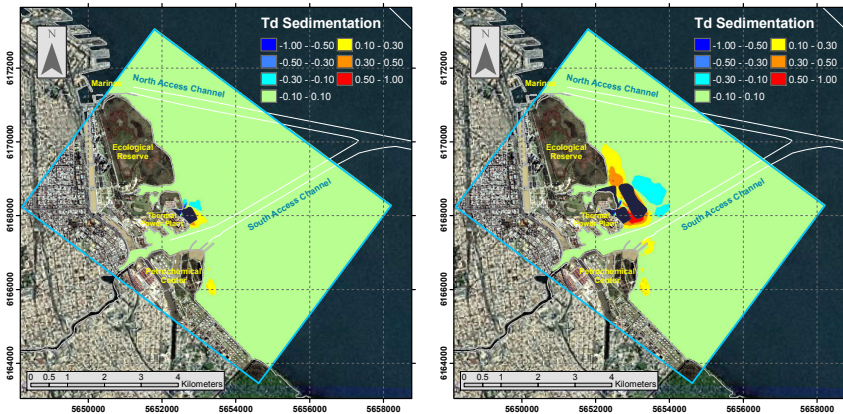 Td Sedimentation
-1.00 - -0.50 0.10 - 0.30
-0.50 - -0.30 0.30 - 0.50
-0.30 - -0.10 0.50 - 1.00
-0.10 - 0.10
N
Marina
North Access Channel
Ecological
Reserve
South Access Channel
Thermal
Power Plant
Petrochemical
Center
0 0.5 1 2 3 4
Kilometers
6172000
6170000
6168000
6166000
6164000
5650000 5652000 5654000 5656000 5658000
Td Sedimentation
-1.00 - -0.50 0.10 - 0.30
-0.50 - -0.30 0.30 - 0.50
-0.30 - -0.10 0.50 - 1.00
-0.10 - 0.10
N
Marina
North Access Channel
Ecological
Reserve
South Access Channel
Thermal
Power Plant
Petrochemical
Center
0 0.5 1 2 3 4
Kilometers
6172000
6170000
6168000
6166000
6164000
5650000 5652000 5654000 5656000 5658000